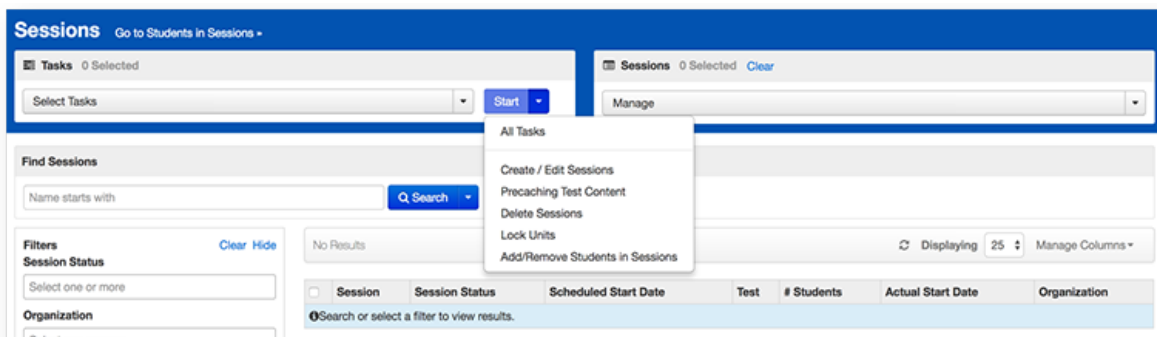 Sessions Go to Students in Sessions »
Tasks 0 Selected
Sessions 0 Selected Clear
Select Tasks
Start
Manage
All Tasks
Create / Edit Sessions
Precaching Test Content
Delete Sessions
Lock Units
Add/Remove Students in Sessions
Find Sessions
Name starts with
Search
Filters Clear Hide
Session Status
Select one or more
Organization
No Results
Displaying 25 Manage Columns
Session Session Status Scheduled Start Date Test # Students Actual Start Date Organization
Search or select a filter to view results.